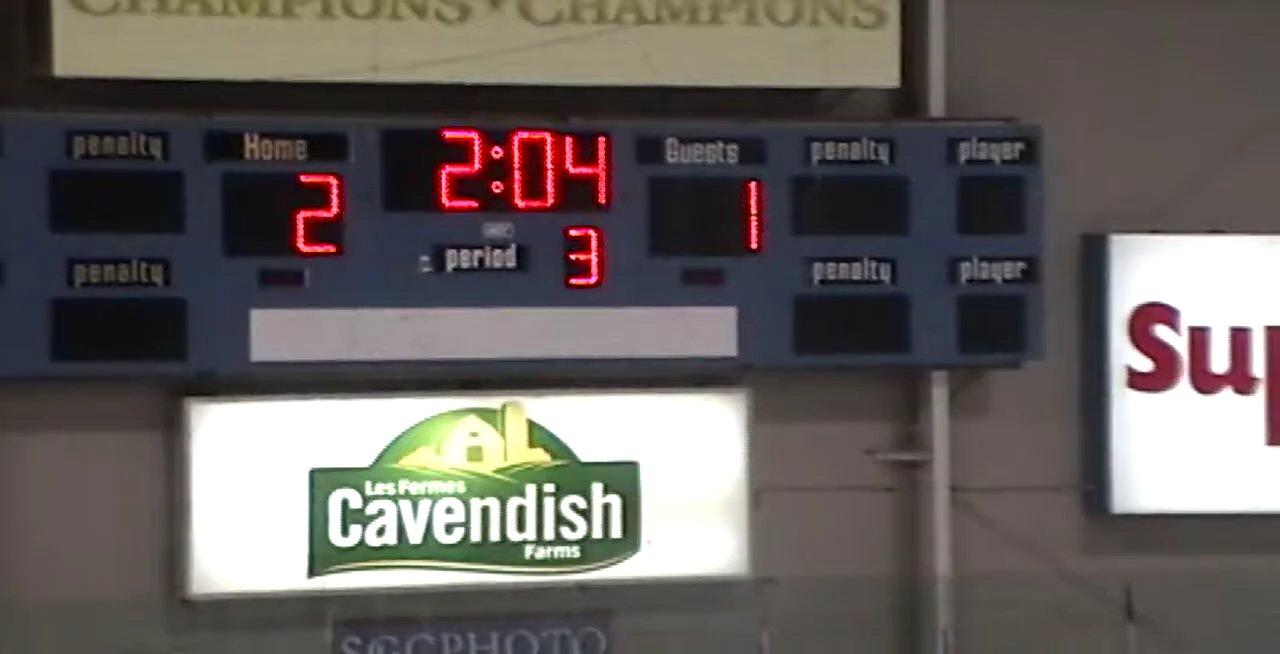 CHAMPIONS • CHAMPIONS
penalty Home 2:04 Guests penalty player
2 1
period 3
penalty penalty player
Les Fermes
Cavendish
Farms
Sup
SGCPHOTO